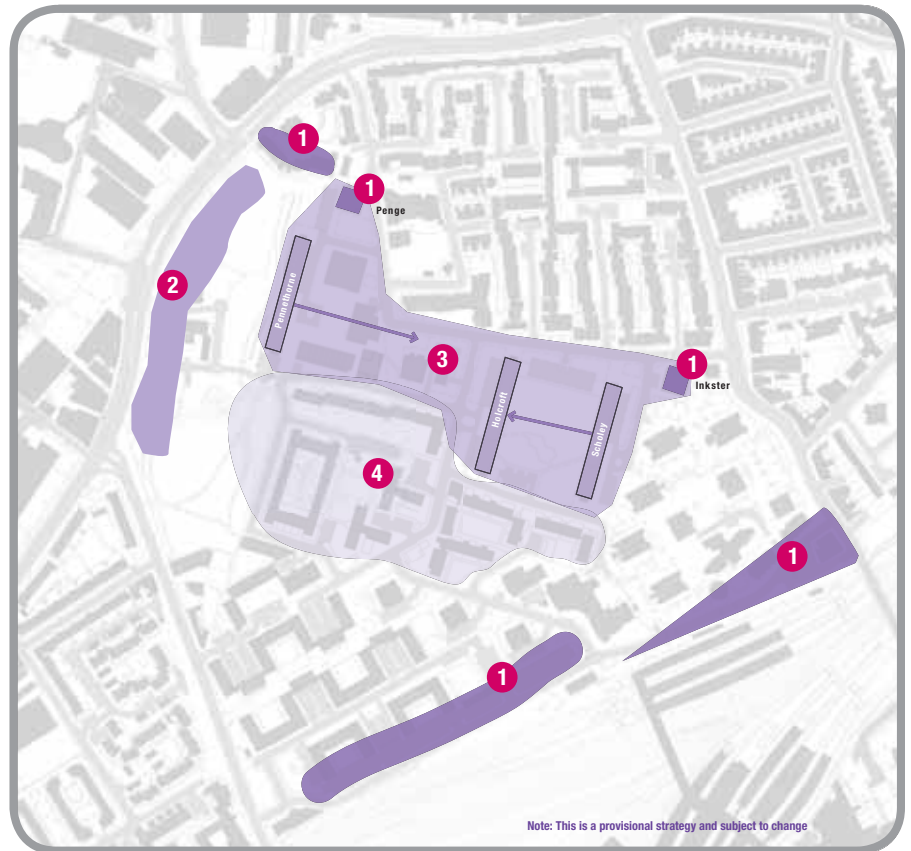 1
1
Penge
2
Pennethorne
3
1
Inkster
Holcroft
Scholey
4
1
1
Note: This is a provisional strategy and subject to change